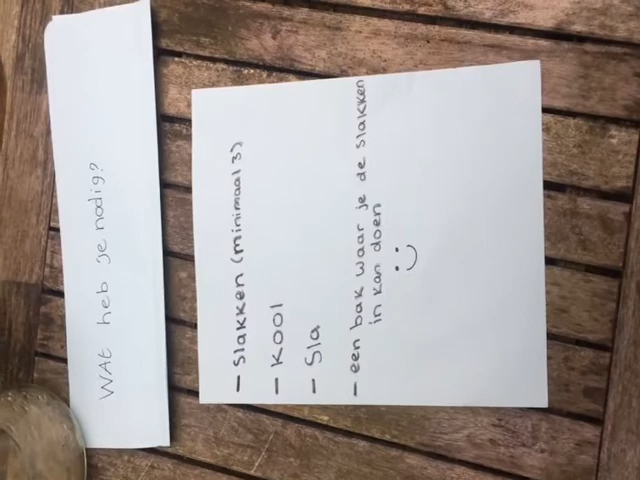 WAt heb je nodig?
- Slakken (minimaal 3)
- Kool
- Sla
- een bak waar je de slakken
in kan doen